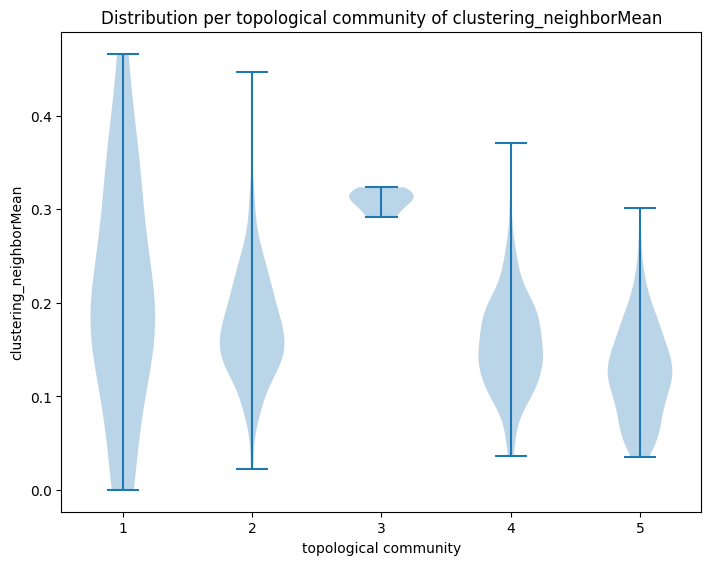 Distribution per topological community of clustering_neighborMean
clustering_neighborMean
0.4
0.3
0.2
0.1
0.0
1 2 3 4 5
topological community